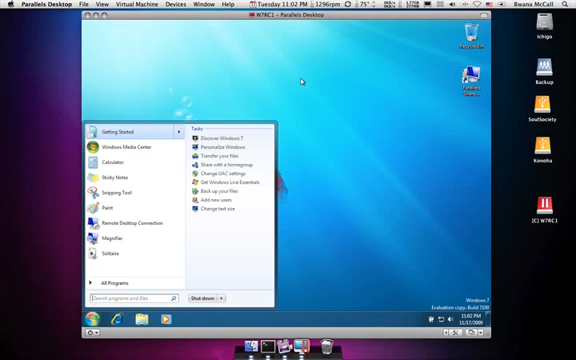 Parallels Desktop File Edit View Virtual Machine Devices Window Help Tuesday 11:02 PM 1296rpm 75° Bwana McCall
W7RC1 - Parallels Desktop
Recycle Bin
Parallels
Ichigo
Backup
SoulSociety
Konoha
[C] W7RC1
Getting Started
Windows Media Center
Calculator
Sticky Notes
Snipping Tool
Paint
Remote Desktop Connection
Magnifier
Solitaire
All Programs
Search programs and files
Tasks
Discover Windows 7
Personalize Windows
Transfer your files
Share with a homegroup
Change UAC settings
Get Windows Live Essentials
Back up your files
Add new users
Change text size
Shut down
Windows 7
Evaluation copy. Build 7100
11:02 PM
11/17/2009